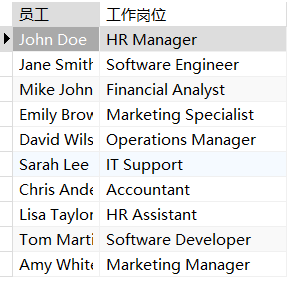 员工 工作岗位
John Doe HR Manager
Jane Smith Software Engineer
Mike John Financial Analyst
Emily Brow Marketing Specialist
David Wils Operations Manager
Sarah Lee IT Support
Chris Ande Accountant
Lisa Taylor HR Assistant
Tom Marti Software Developer
Amy White Marketing Manager